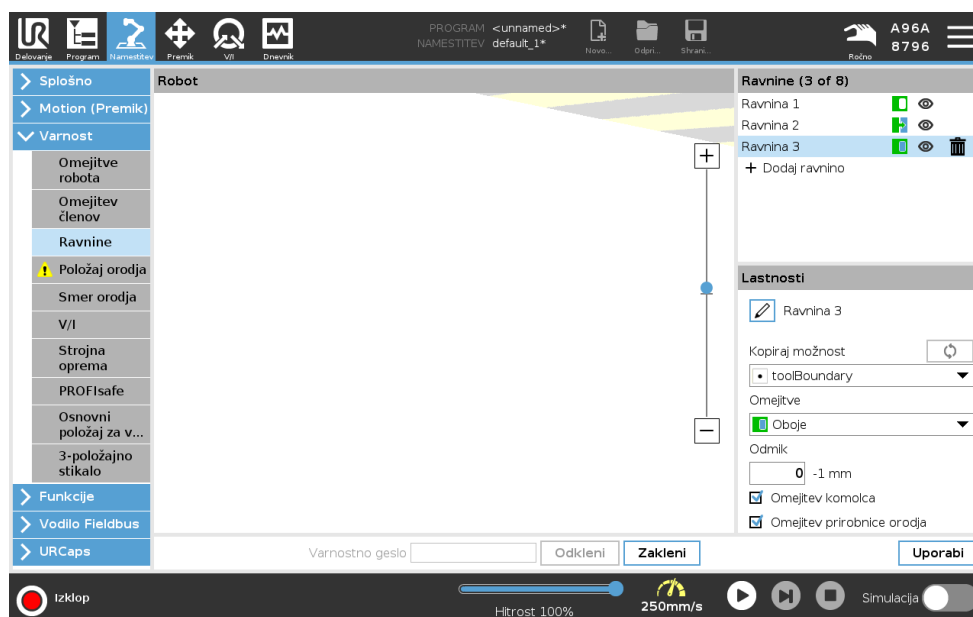 PROGRAM <unnamed>*
NAMESTITEV default_1*
Delovanje Program Namestitev Premik V/I Dnevnik
Novo... Odpri... Shrani...
Ročno
A96A
8796
Splošno
Motion (Premik)
Varnost
Omejitve
robota
Omejitev
členov
Ravnine
Položaj orodja
Smer orodja
V/I
Strojna
oprema
PROFIsafe
Osnovni
položaj za v...
3-položajno
stikalo
Funkcije
Vodilo Fieldbus
URCaps
Robot
Varnostno geslo Odkleni Zakleni
Ravnine (3 of 8)
Ravnina 1
Ravnina 2
Ravnina 3
+ Dodaj ravnino
Lastnosti
Ravnina 3
Kopiraj možnost
toolBoundary
Omejitve
Oboje
Odmik
0 -1 mm
Omejitev komolca
Omejitev prirobnice orodja
Uporabi
Izklop
Hitrost 100%
250mm/s
Simulacija